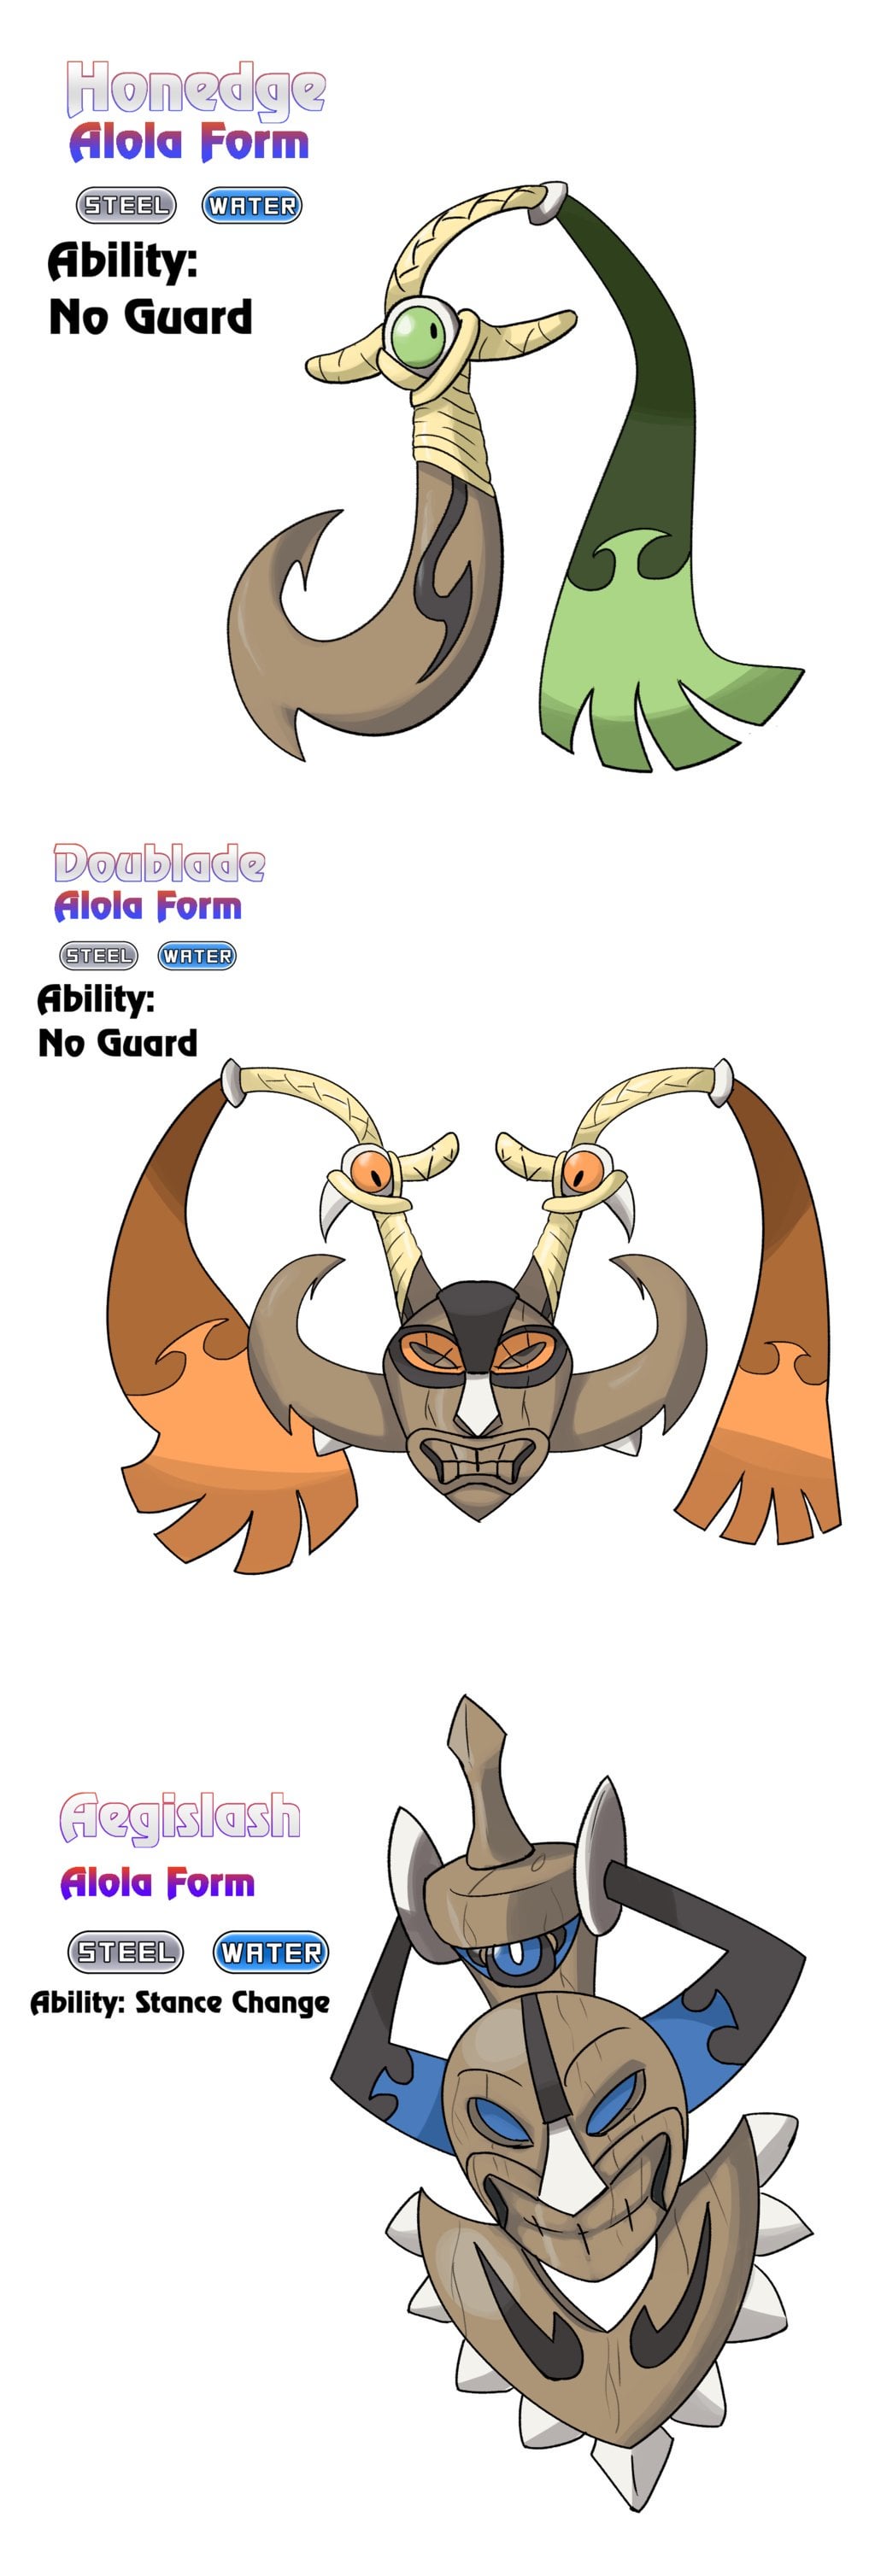 Honedge
Alola Form
STEEL WATER
Ability:
No Guard
Doublade
Alola Form
STEEL WATER
Ability:
No Guard
Aegislash
Alola Form
STEEL WATER
Ability: Stance Change